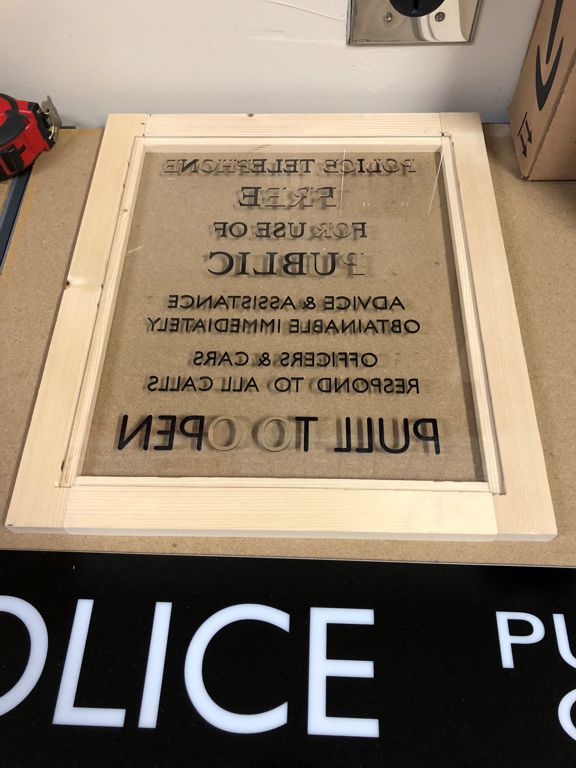 POLICE TELEPHONE
FREE
FOR USE OF
PUBLIC
ADVICE & ASSISTANCE
OBTAINABLE IMMEDIATELY
OFFICERS & CARS
RESPOND TO ALL CALLS
PULL TO OPEN
OLICE
PU